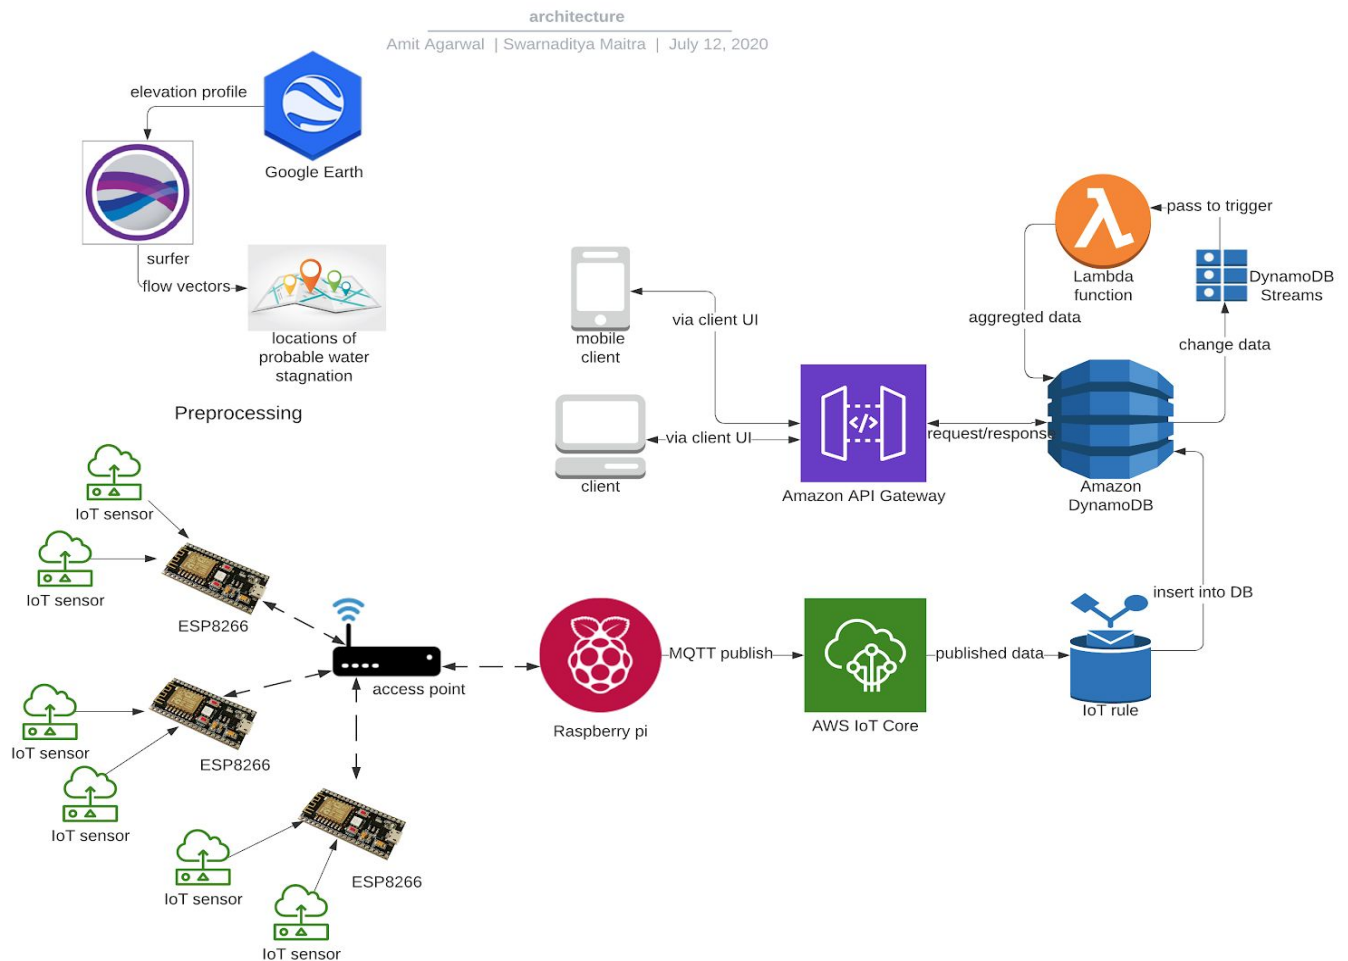 architecture
Amit Agarwal | Swarnaditya Maitra | July 12, 2020
elevation profile
Google Earth
surfer
flow vectors
locations of
probable water
stagnation
Preprocessing
pass to trigger
Lambda
function
DynamoDB
Streams
aggregted data
change data
mobile
client
via client UI
client
via client UI
</>
Amazon API Gateway
request/response
Amazon
DynamoDB
insert into DB
IoT sensor
IoT sensor
ESP8266
access point
IoT sensor
ESP8266
IoT sensor
IoT sensor
ESP8266
IoT sensor
Raspberry pi
MQTT publish
AWS IoT Core
published data
IoT rule